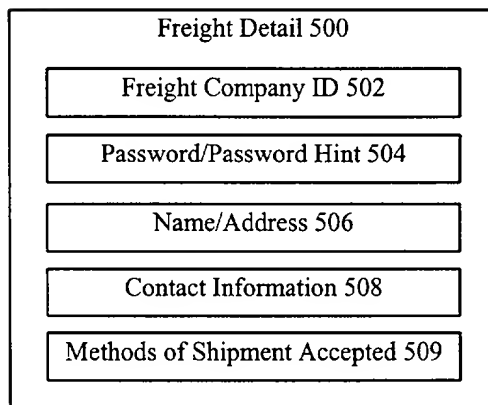 Freight Detail 500
Freight Company ID 502
Password/Password Hint 504
Name/Address 506
Contact Information 508
Methods of Shipment Accepted 509